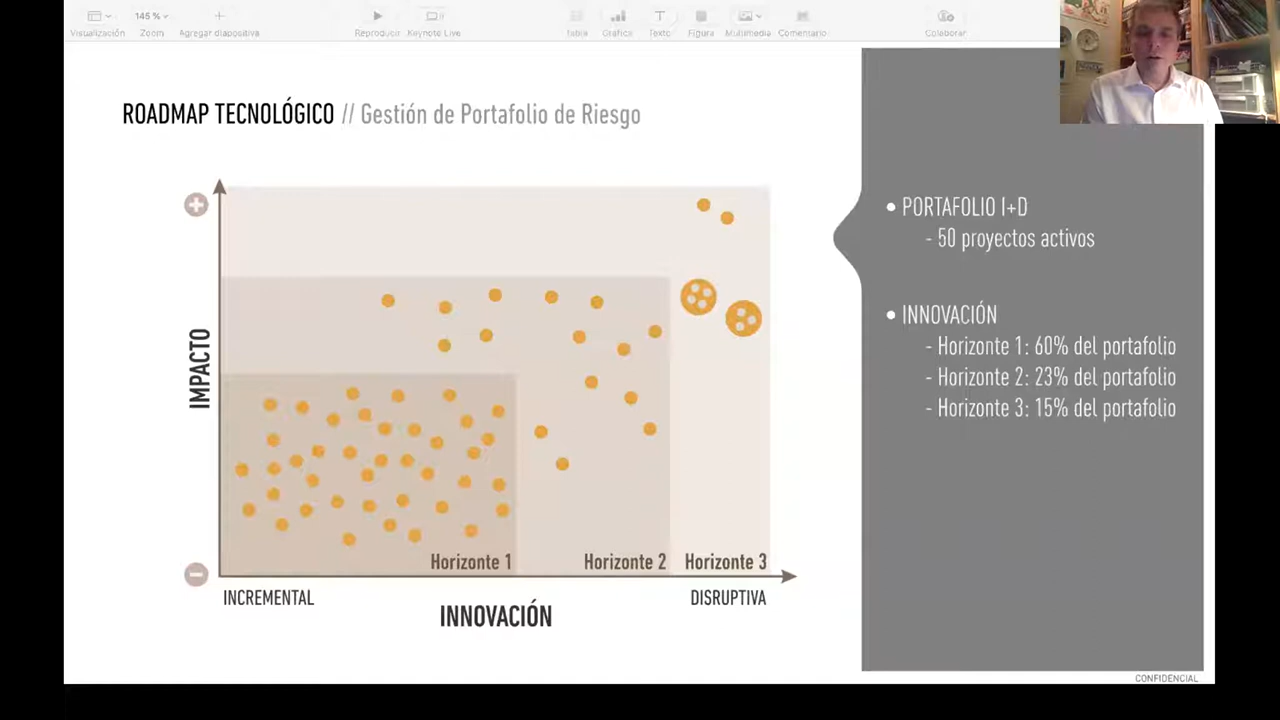 Visualización
145 %
Zoom
Agregar diapositiva
Reproducir
Keynote Live
Tabla
Gráfica
Texto
Figura
Multimedia
Comentario
Colaborar
ROADMAP TECNOLÓGICO // Gestión de Portafolio de Riesgo
IMPACTO
Horizonte 1
Horizonte 2
Horizonte 3
INCREMENTAL
DISRUPTIVA
INNOVACIÓN
• PORTAFOLIO I+D
- 50 proyectos activos
• INNOVACIÓN
- Horizonte 1: 60% del portafolio
- Horizonte 2: 23% del portafolio
- Horizonte 3: 15% del portafolio
CONFIDENCIAL